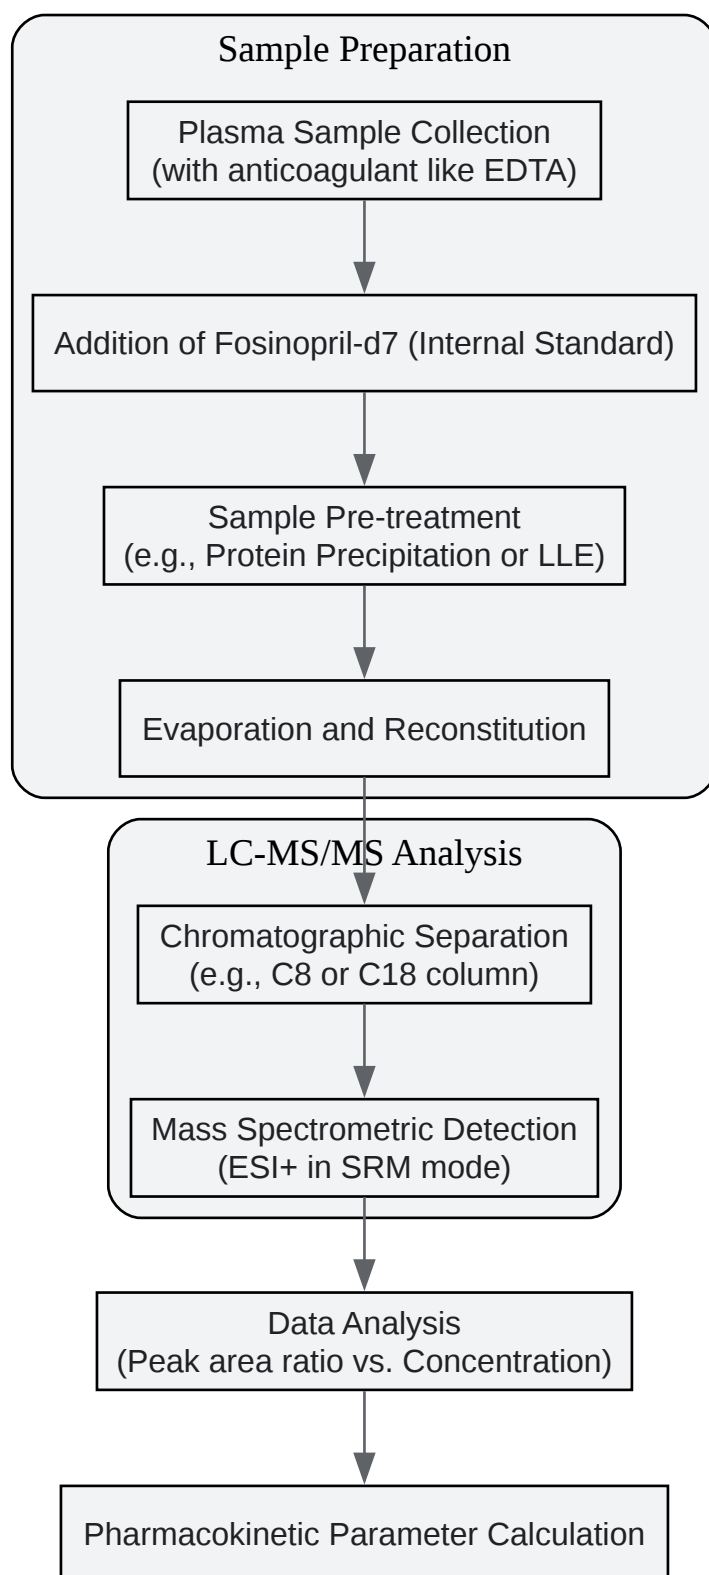 Sample Preparation
Plasma Sample Collection
(with anticoagulant like EDTA)
Addition of Fosinopril-d7 (Internal Standard)
Sample Pre-treatment
(e.g., Protein Precipitation or LLE)
Evaporation and Reconstitution
LC-MS/MS Analysis
Chromatographic Separation
(e.g., C8 or C18 column)
Mass Spectrometric Detection
(ESI+ in SRM mode)
Data Analysis
(Peak area ratio vs. Concentration)
Pharmacokinetic Parameter Calculation